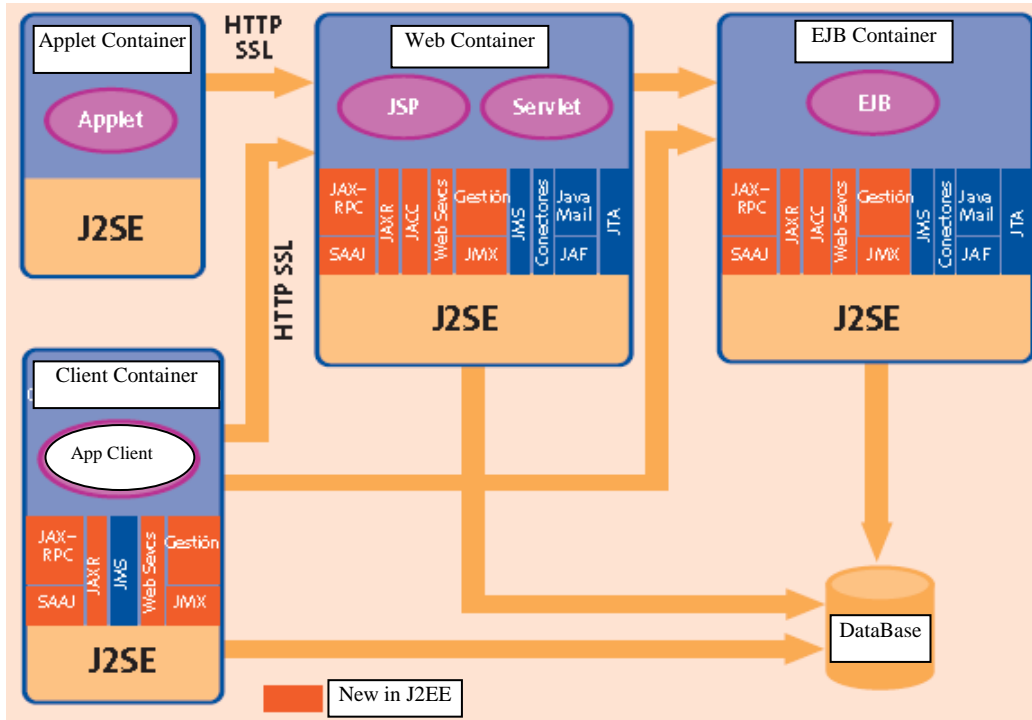 Applet Container
Applet
J2SE
HTTP
SSL
Web Container
JSP
Servlet
JAX-
RPC
SAAJ
JAXR
JACC
Web Sevcs
Gestión
JMX
JMS
Conectores
Java
Mail
JAF
JTA
J2SE
EJB Container
EJB
JAX-
RPC
SAAJ
JAXR
JACC
Web Sevcs
Gestión
JMX
JMS
Conectores
Java
Mail
JAF
JTA
J2SE
HTTP SSL
Client Container
App Client
JAX-
RPC
SAAJ
JAXR
JMS
Web Sevcs
Gestión
JMX
J2SE
DataBase
New in J2EE